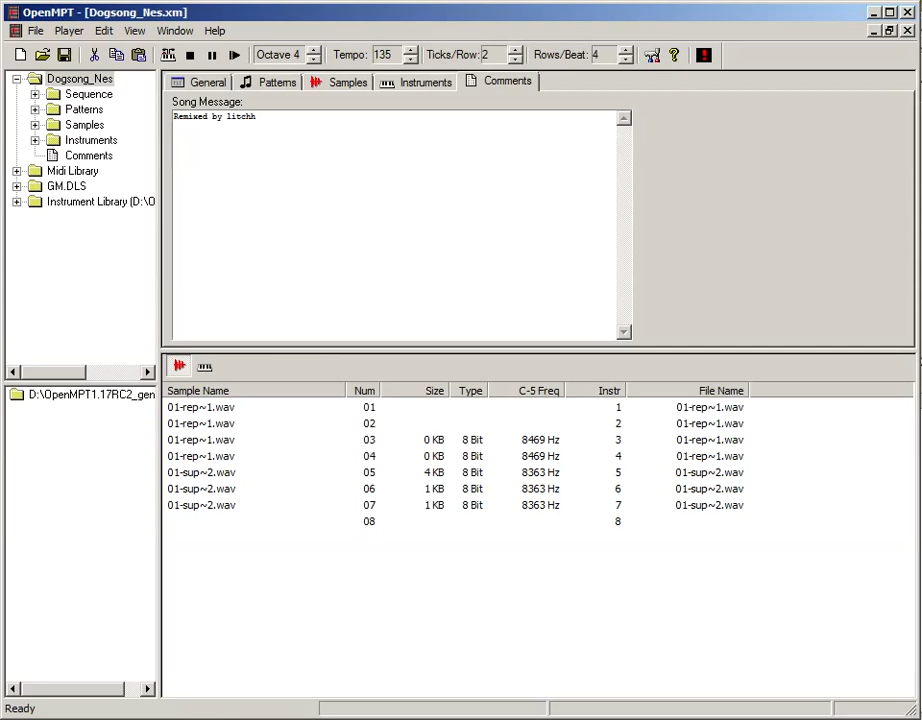 OpenMPT - [Dogsong_Nes.xm]
File Player Edit View Window Help
Octave 4 Tempo: 135 Ticks/Row: 2 Rows/Beat: 4
Dogsong_Nes
Sequence
Patterns
Samples
Instruments
Comments
Midi Library
GM.DLS
Instrument Library (D:\O
D:\OpenMPT1.17RC2_gen
General Patterns Samples Instruments Comments
Song Message:
Remixed by litchh
Sample Name Num Size Type C-5 Freq Instr File Name
01-rep~1.wav 01 1 01-rep~1.wav
01-rep~1.wav 02 2 01-rep~1.wav
01-rep~1.wav 03 0 KB 8 Bit 8469 Hz 3 01-rep~1.wav
01-rep~1.wav 04 0 KB 8 Bit 8469 Hz 4 01-rep~1.wav
01-sup~2.wav 05 4 KB 8 Bit 8363 Hz 5 01-sup~2.wav
01-sup~2.wav 06 1 KB 8 Bit 8363 Hz 6 01-sup~2.wav
01-sup~2.wav 07 1 KB 8 Bit 8363 Hz 7 01-sup~2.wav
08 8
Ready